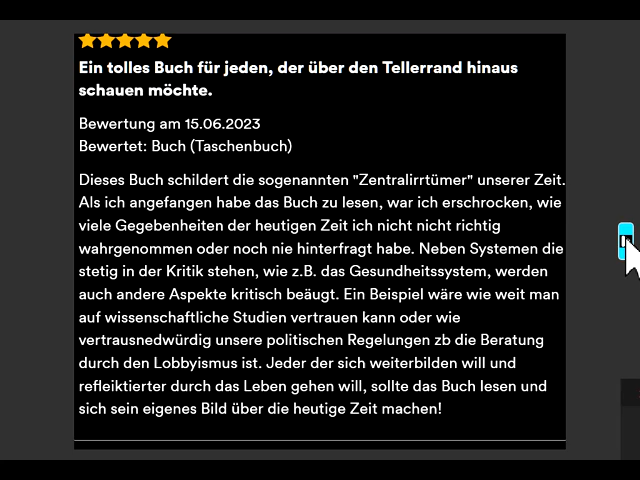 Ein tolles Buch für jeden, der über den Tellerrand hinaus
schauen möchte.
Bewertung am 15.06.2023
Bewertet: Buch (Taschenbuch)
Dieses Buch schildert die sogenannten "Zentralirrtümer" unserer Zeit.
Als ich angefangen habe das Buch zu lesen, war ich erschrocken, wie
viele Gegebenheiten der heutigen Zeit ich nicht nicht richtig
wahrgenommen oder noch nie hinterfragt habe. Neben Systemen die
stetig in der Kritik stehen, wie z.B. das Gesundheitssystem, werden
auch andere Aspekte kritisch beäugt. Ein Beispiel wäre wie weit man
auf wissenschaftliche Studien vertrauen kann oder wie
vertrausnedwürdig unsere politischen Regelungen zb die Beratung
durch den Lobbyismus ist. Jeder der sich weiterbilden will und
refleiktierter durch das Leben gehen will, sollte das Buch lesen und
sich sein eigenes Bild über die heutige Zeit machen!